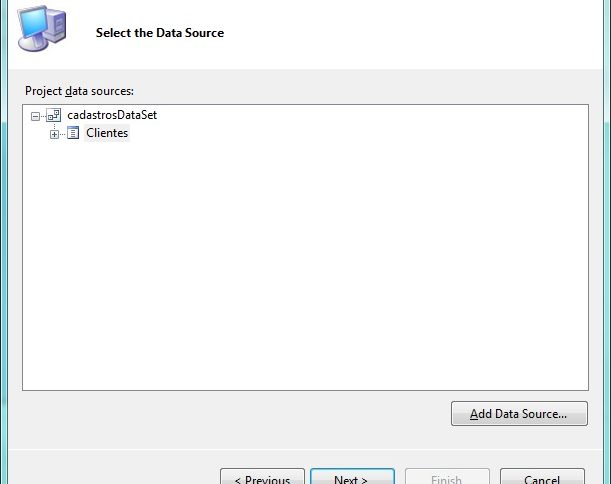 Select the Data Source
Project data sources:
cadastrosDataSet
Clientes
Add Data Source...
< Previous
Next >
Finish
Cancel